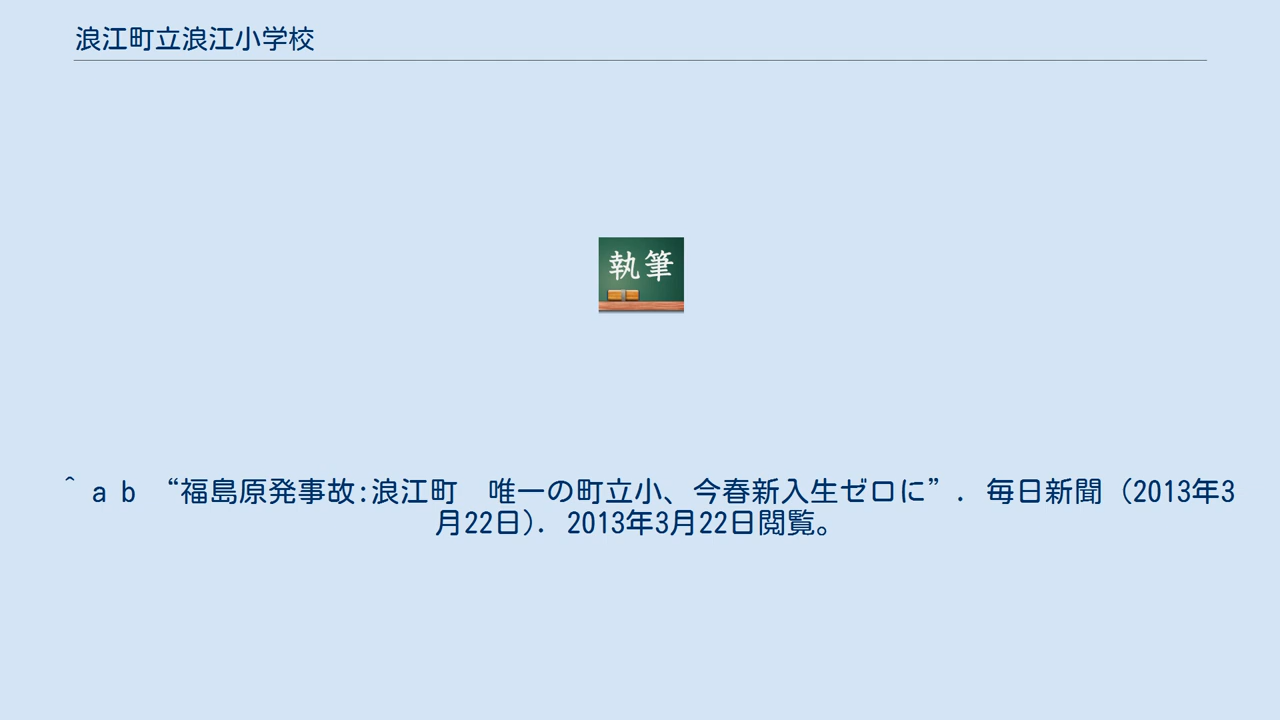 浪江町立浪江小学校
執筆
^ a b “福島原発事故:浪江町　唯一の町立小、今春新入生ゼロに”. 毎日新聞 (2013年3
月22日). 2013年3月22日閲覧。